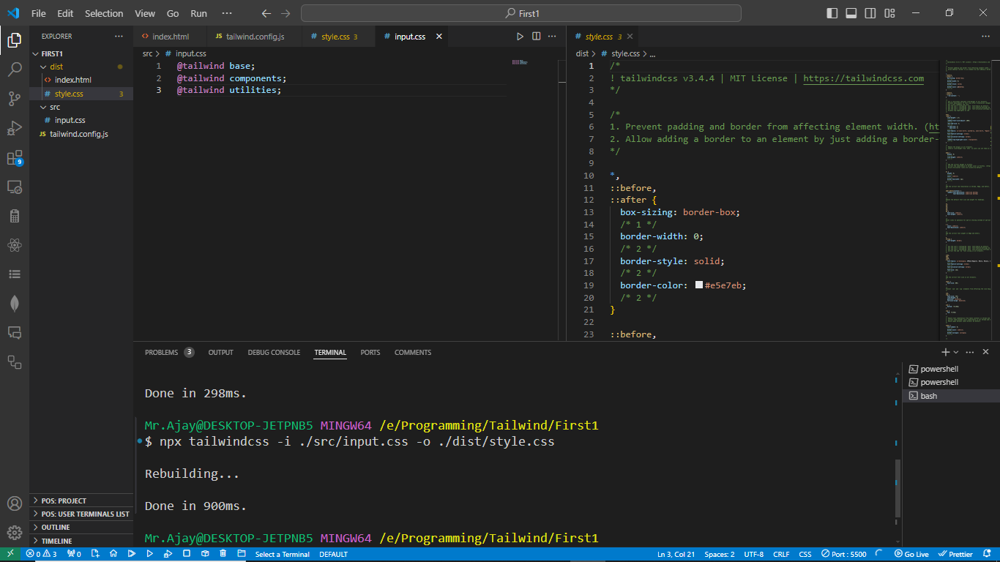 File Edit Selection View Go Run ··· First1
EXPLORER ···
FIRST1
dist
index.html
style.css 3
src
input.css
JS tailwind.config.js
9
POS: PROJECT
POS: USER TERMINALS LIST
OUTLINE
TIMELINE
index.html JS tailwind.config.js # style.css 3 # input.css
src > # input.css
1 @tailwind base;
2 @tailwind components;
3 @tailwind utilities;
# style.css 3
dist > # style.css > ...
1 /*
2 ! tailwindcss v3.4.4 | MIT License | https://tailwindcss.com
3 */
4
5 /*
6 1. Prevent padding and border from affecting element width. (ht
7 2. Allow adding a border to an element by just adding a border-
8 */
9
10 *,
11 ::before,
12 ::after {
13 box-sizing: border-box;
14 /* 1 */
15 border-width: 0;
16 /* 2 */
17 border-style: solid;
18 /* 2 */
19 border-color: #e5e7eb;
20 /* 2 */
21 }
22
23 ::before,
PROBLEMS 3 OUTPUT DEBUG CONSOLE TERMINAL PORTS COMMENTS
Done in 298ms.
Mr.Ajay@DESKTOP-JETPNB5 MINGW64 /e/Programming/Tailwind/First1
$ npx tailwindcss -i ./src/input.css -o ./dist/style.css
Rebuilding...
Done in 900ms.
Mr.Ajay@DESKTOP-JETPNB5 MINGW64 /e/Programming/Tailwind/First1
powershell
powershell
bash
0 3 0 Select a Terminal DEFAULT Ln 3, Col 21 Spaces: 2 UTF-8 CRLF CSS Port : 5500 Go Live Prettier